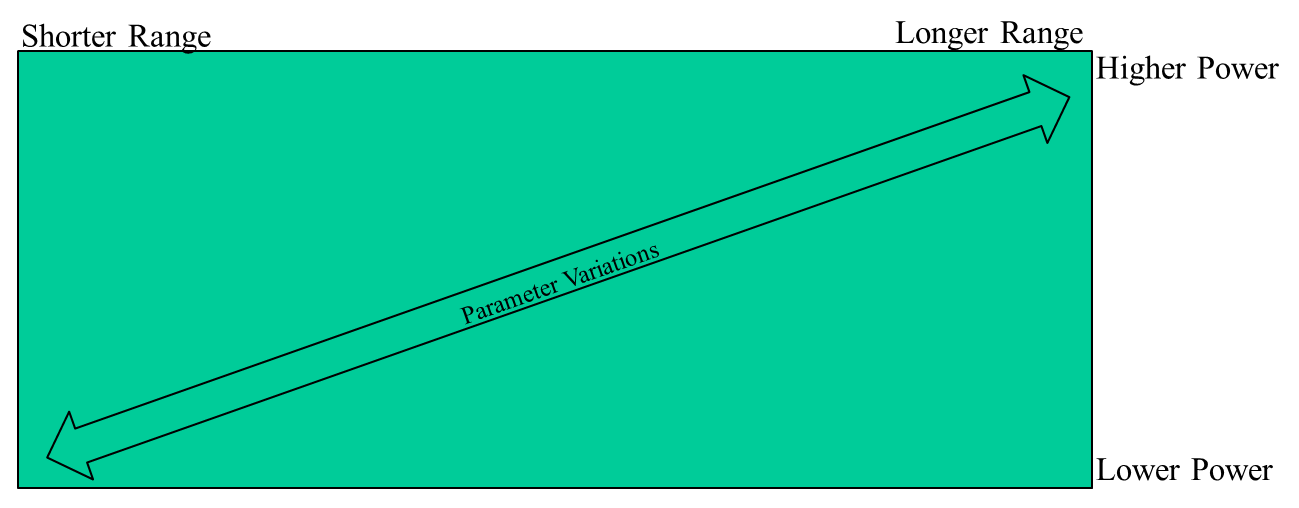 Shorter Range
Longer Range
Higher Power
Parameter Variations
Lower Power